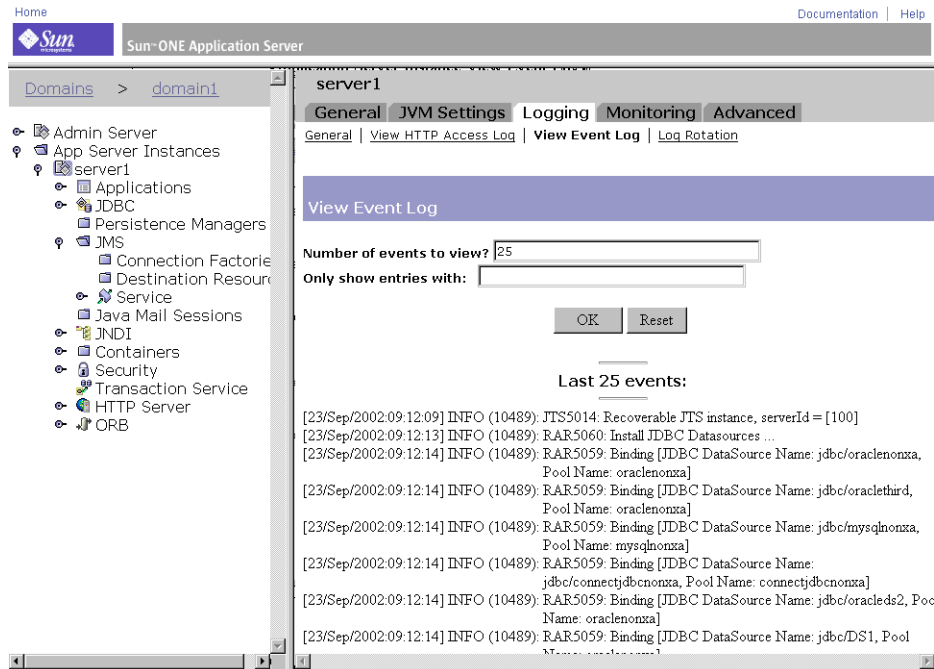 Home
Documentation | Help
Sun
microsystems
Sun™ ONE Application Server
Domains > domain1
Admin Server
App Server Instances
server1
Applications
JDBC
Persistence Managers
JMS
Connection Factorie
Destination Resour
Service
Java Mail Sessions
JNDI
Containers
Security
Transaction Service
HTTP Server
ORB
server1
General JVM Settings Logging Monitoring Advanced
General | View HTTP Access Log | View Event Log | Log Rotation
View Event Log
Number of events to view? 25
Only show entries with:
OK Reset
Last 25 events:
[23/Sep/2002:09:12:09] INFO (10489): JTS5014: Recoverable JTS instance, serverId = [100]
[23/Sep/2002:09:12:13] INFO (10489): RAR5060: Install JDBC Datasources ...
[23/Sep/2002:09:12:14] INFO (10489): RAR5059: Binding [JDBC DataSource Name: jdbc/oraclenonxa,
Pool Name: oraclenonxa]
[23/Sep/2002:09:12:14] INFO (10489): RAR5059: Binding [JDBC DataSource Name: jdbc/oraclethird,
Pool Name: oraclenonxa]
[23/Sep/2002:09:12:14] INFO (10489): RAR5059: Binding [JDBC DataSource Name: jdbc/mysqlnonxa,
Pool Name: mysqlnonxa]
[23/Sep/2002:09:12:14] INFO (10489): RAR5059: Binding [JDBC DataSource Name:
jdbc/connectjdbcnonxa, Pool Name: connectjdbcnonxa]
[23/Sep/2002:09:12:14] INFO (10489): RAR5059: Binding [JDBC DataSource Name: jdbc/oracleds2, Poo
Name: oraclenonxa]
[23/Sep/2002:09:12:14] INFO (10489): RAR5059: Binding [JDBC DataSource Name: jdbc/DS1, Pool